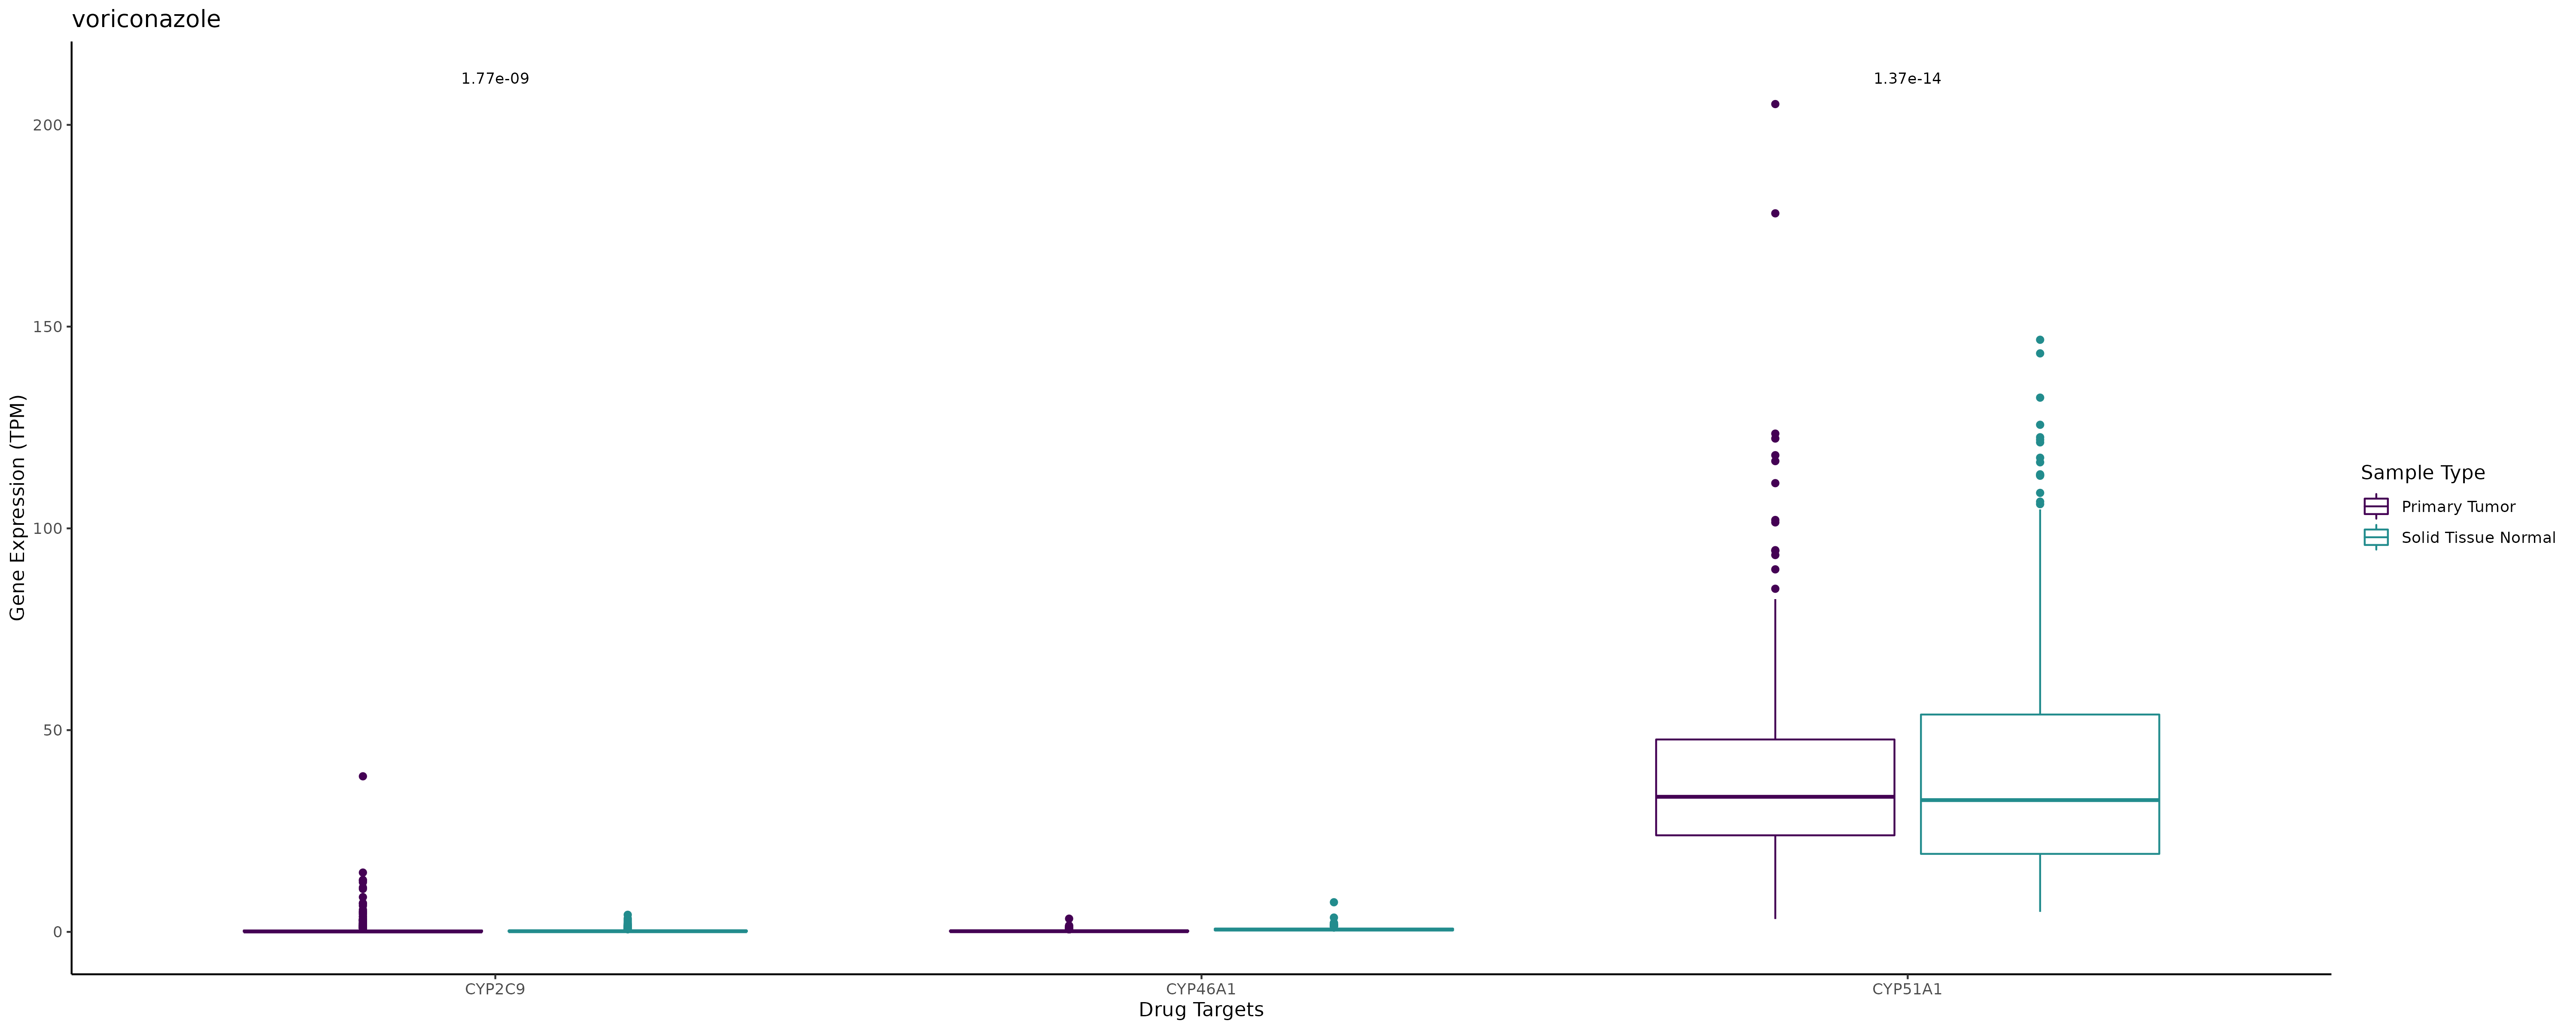 voriconazole
1.77e-09
1.37e-14
200
150
100
50
0
Gene Expression (TPM)
CYP2C9
CYP46A1
CYP51A1
Drug Targets
Sample Type
Primary Tumor
Solid Tissue Normal